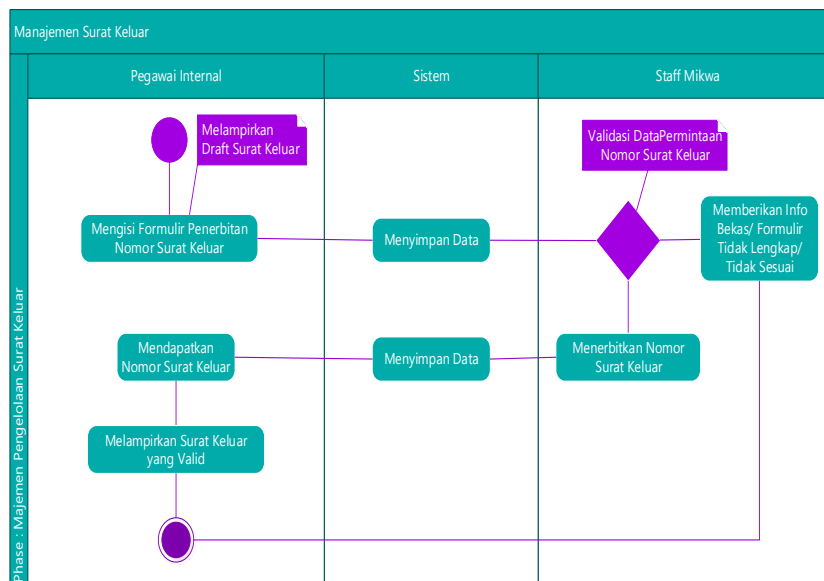 Manajemen Surat Keluar
Pegawai Internal
Sistem
Staff Mikwa
Phase : Majemen Pengelolaan Surat Keluar
Melampirkan
Draft Surat Keluar
Validasi DataPermintaan
Nomor Surat Keluar
Mengisi Formulir Penerbitan
Nomor Surat Keluar
Menyimpan Data
Memberikan Info
Bekas/ Formulir
Tidak Lengkap/
Tidak Sesuai
Mendapatkan
Nomor Surat Keluar
Menyimpan Data
Menerbitkan Nomor
Surat Keluar
Melampirkan Surat Keluar
yang Valid